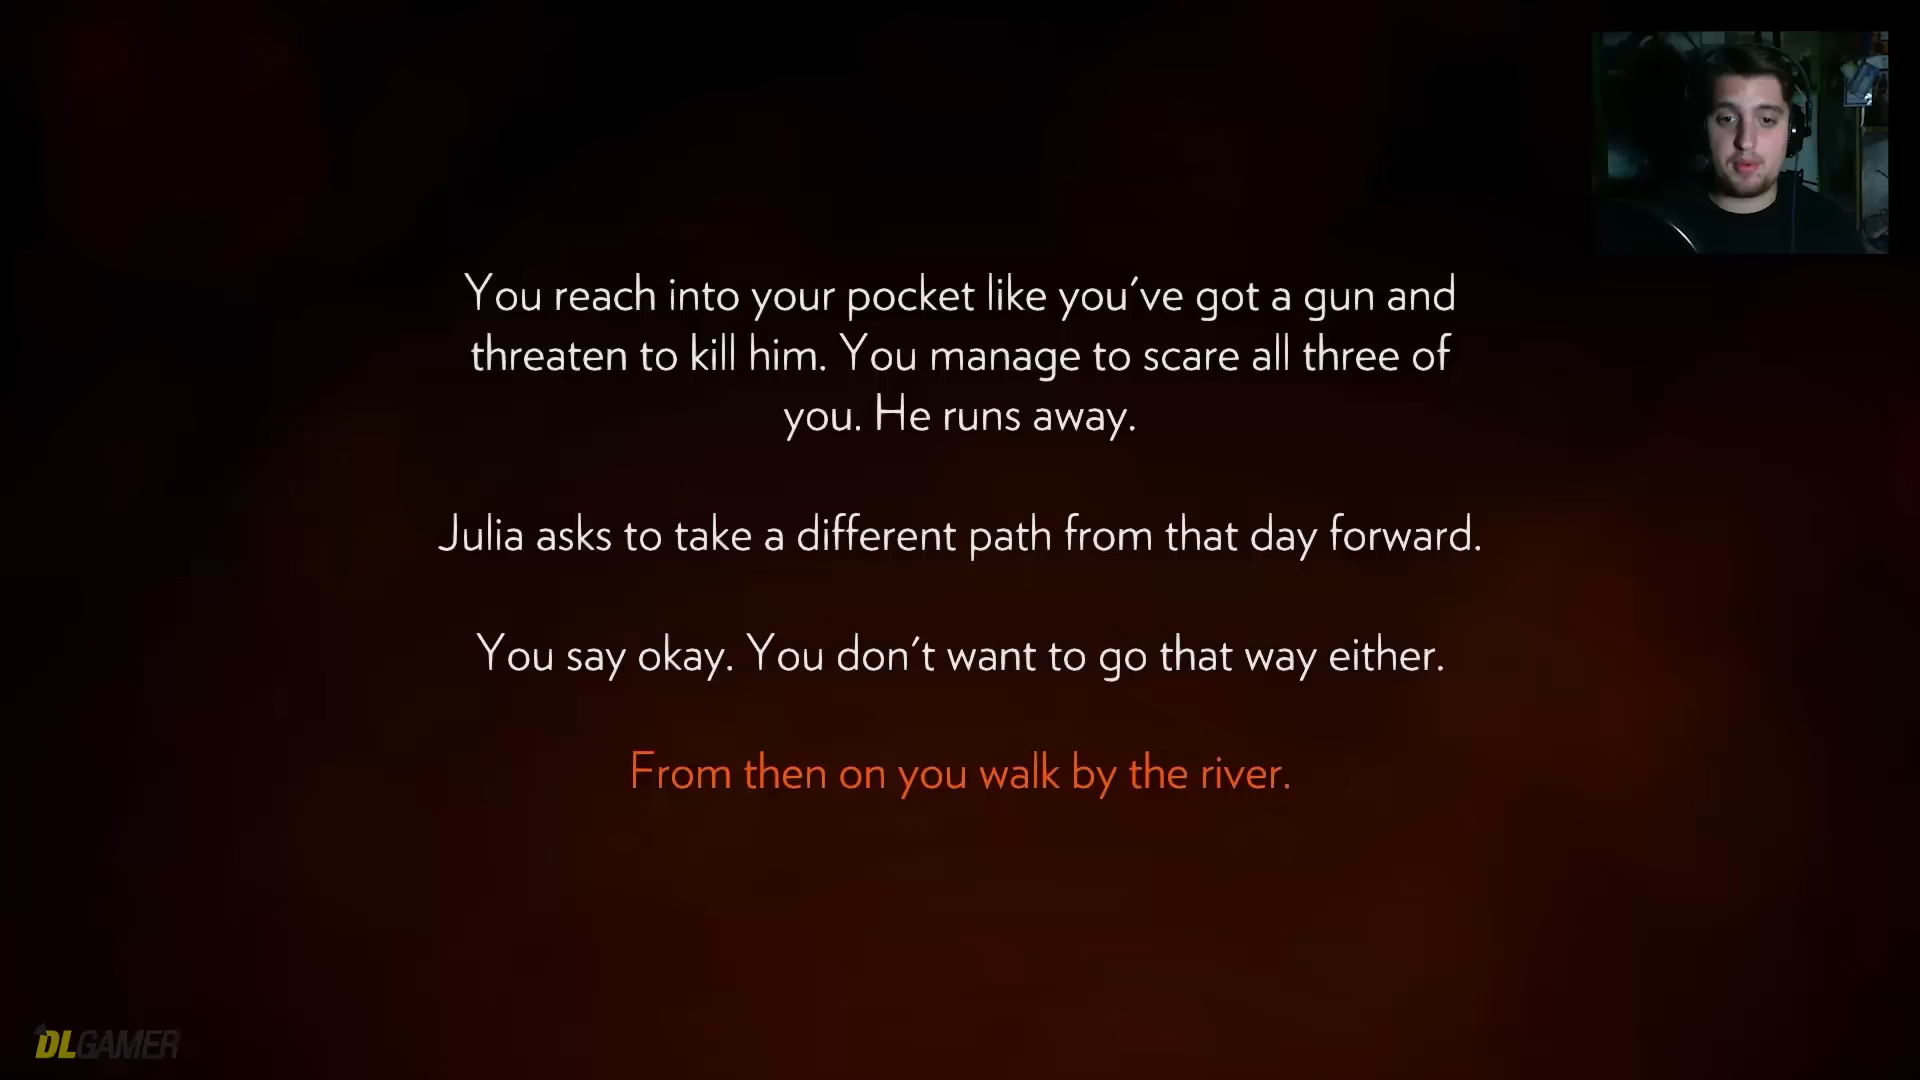 You reach into your pocket like you've got a gun and
threaten to kill him. You manage to scare all three of
you. He runs away.
Julia asks to take a different path from that day forward.
You say okay. You don't want to go that way either.
From then on you walk by the river.
DLGAMER